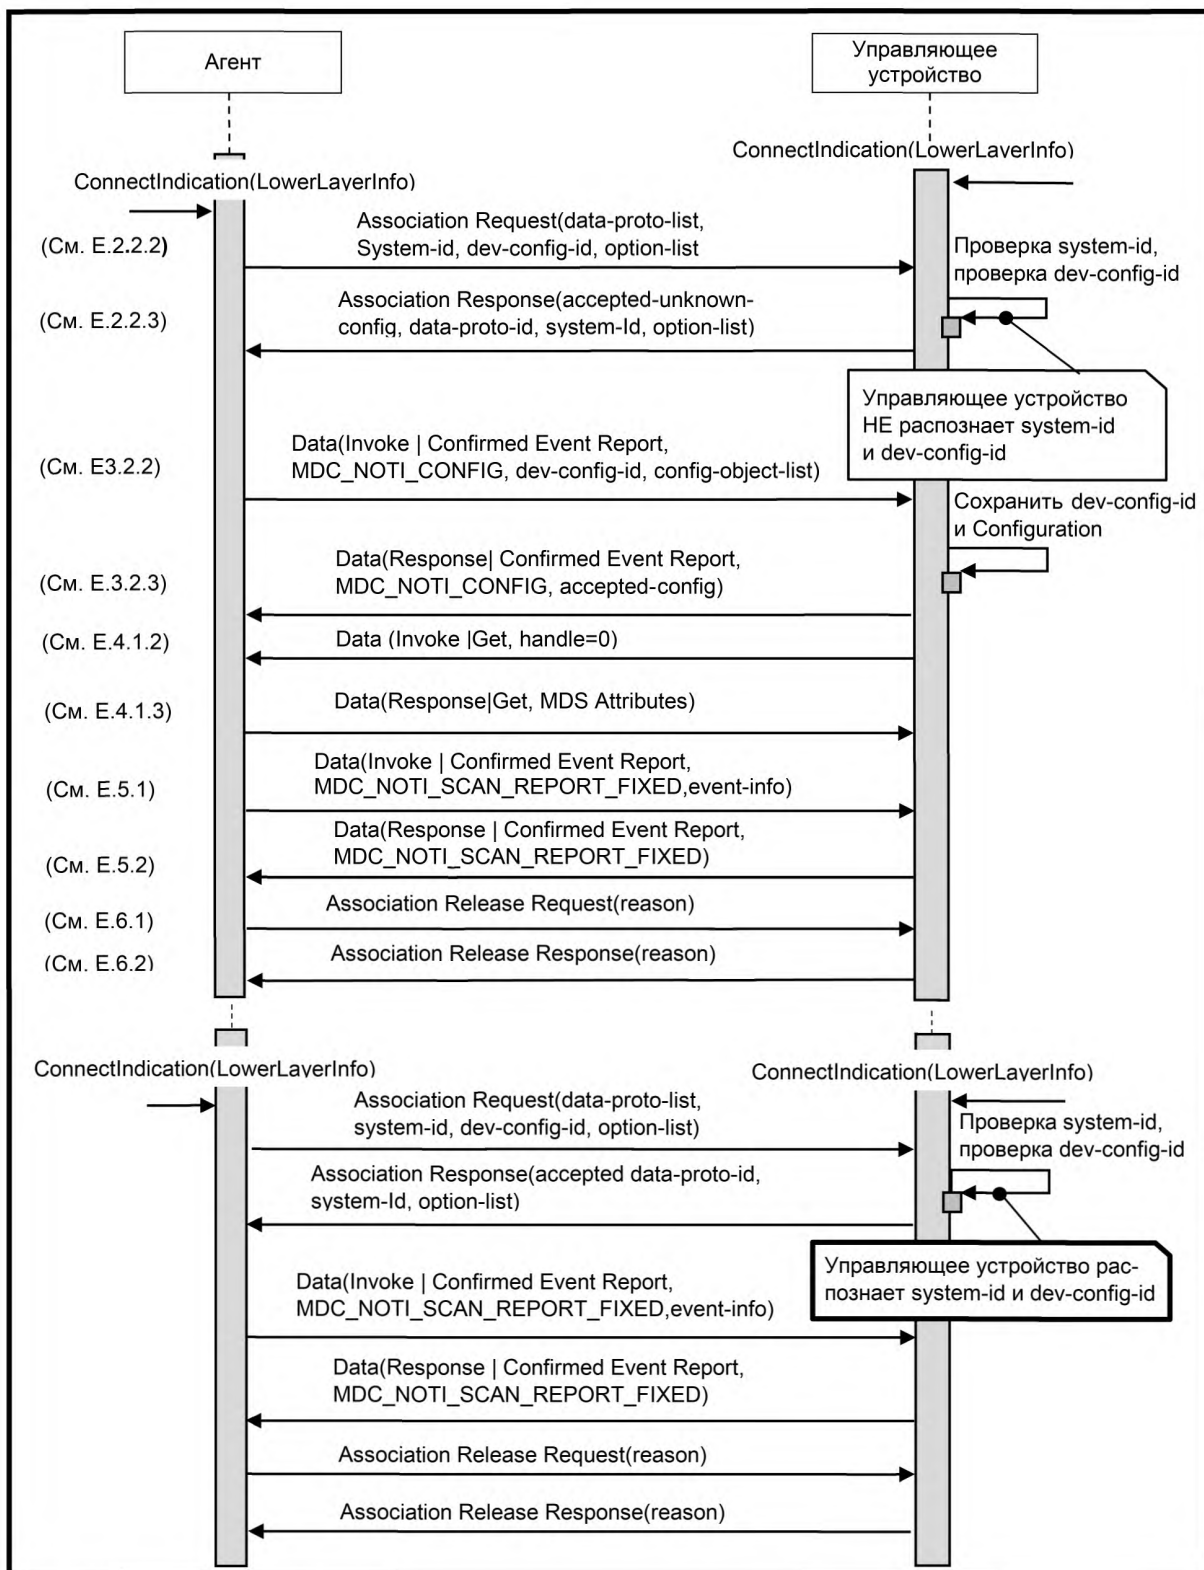 Агент
Управляющее
устройство
ConnectIndication(LowerLayerInfo)
ConnectIndication(LowerLayerInfo)
Association Request(data-proto-list,
System-id, dev-config-id, option-list
(См. E.2.2.2)
Проверка system-id,
проверка dev-config-id
Association Response(accepted-unknown-
config, data-proto-id, system-Id, option-list)
(См. E.2.2.3)
Управляющее устройство
НЕ распознает system-id
и dev-config-id
Data(Invoke | Confirmed Event Report,
MDC_NOTI_CONFIG, dev-config-id, config-object-list)
(См. E3.2.2)
Сохранить dev-config-id
и Configuration
Data(Response| Confirmed Event Report,
MDC_NOTI_CONFIG, accepted-config)
(См. E.3.2.3)
Data (Invoke |Get, handle=0)
(См. E.4.1.2)
Data(Response|Get, MDS Attributes)
(См. E.4.1.3)
Data(Invoke | Confirmed Event Report,
MDC_NOTI_SCAN_REPORT_FIXED,event-info)
(См. E.5.1)
Data(Response | Confirmed Event Report,
MDC_NOTI_SCAN_REPORT_FIXED)
(См. E.5.2)
Association Release Request(reason)
(См. E.6.1)
Association Release Response(reason)
(См. E.6.2)
ConnectIndication(LowerLayerInfo)
ConnectIndication(LowerLayerInfo)
Association Request(data-proto-list,
system-id, dev-config-id, option-list)
Проверка system-id,
проверка dev-config-id
Association Response(accepted data-proto-id,
system-Id, option-list)
Управляющее устройство рас-
познает system-id и dev-config-id
Data(Invoke | Confirmed Event Report,
MDC_NOTI_SCAN_REPORT_FIXED,event-info)
Data(Response | Confirmed Event Report,
MDC_NOTI_SCAN_REPORT_FIXED)
Association Release Request(reason)
Association Release Response(reason)